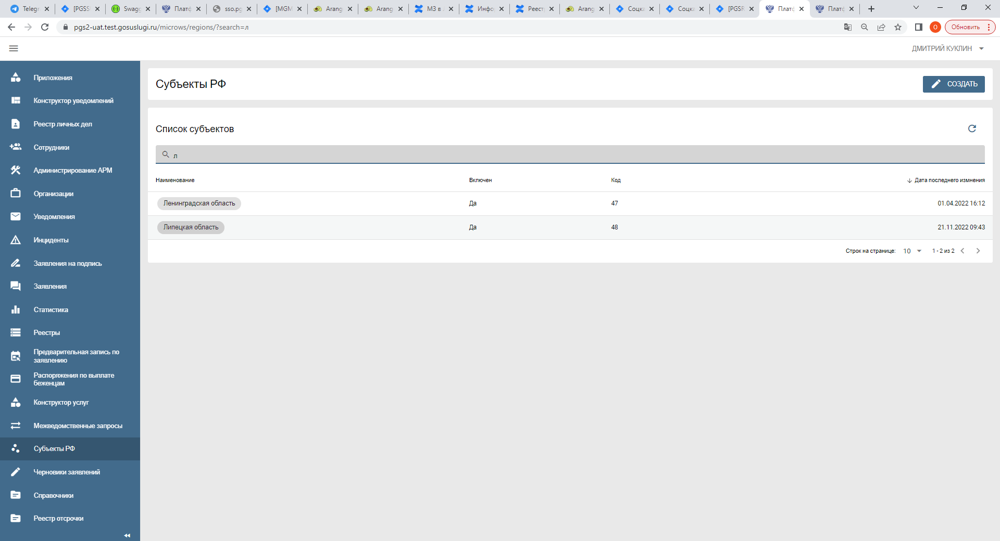 Telegr
[PGSS
Swagg
Платф
sso.pg
[MGM
Arang
Arang
МЗ в
Инфо
Реест
Arang
Соцка
Соцка
[PGSR
Платф
Платф
pgs2-uat.test.gosuslugi.ru/microws/regions/?search=л
О
Обновить
ДМИТРИЙ КУКЛИН
Приложения
Конструктор уведомлений
Реестр личных дел
Сотрудники
Администрирование АРМ
Организации
Уведомления
Инциденты
Заявления на подпись
Заявления
Статистика
Реестры
Предварительная запись по
заявлению
Распоряжения по выплате
беженцам
Конструктор услуг
Межведомственные запросы
Субъекты РФ
Черновики заявлений
Справочники
Реестр отсрочки
Субъекты РФ
СОЗДАТЬ
Список субъектов
л
Наименование Включен Код Дата последнего измнения
Ленинградская область Да 47 01.04.2022 16:12
Липецкая область Да 48 21.11.2022 09:43
Строк на странице: 10 1 - 2 из 2